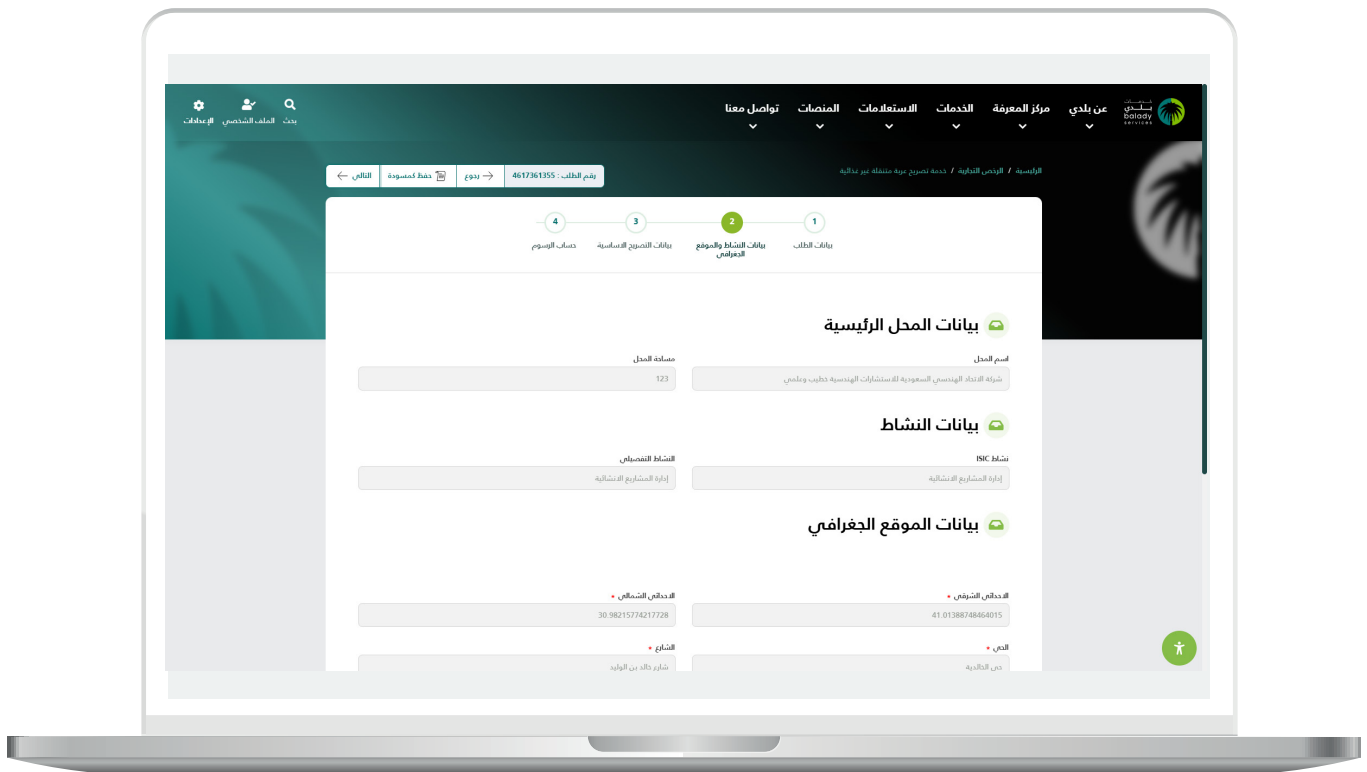 خدمات
بلدي
balady
services
عن بلدي
مركز المعرفة
الخدمات
الاستعلامات
المنصات
تواصل معنا
بحث
الملف الشخصي
الإعدادات
الرئيسية / الرخص التجارية / خدمة تصريح عربة متنقلة غير غذائية
رقم الطلب : 4617361355
رجوع
حفظ كمسودة
التالي
1
بيانات الطلب
2
بيانات النشاط والموقع
الجغرافي
3
بيانات التصريح الاساسية
4
حساب الرسوم
بيانات المحل الرئيسية
اسم المحل
شركة الاتحاد الهندسي السعودية للاستشارات الهندسية خطيب وعلمي
مساحة المحل
123
بيانات النشاط
نشاط ISIC
إدارة المشاريع الانشائية
النشاط التفصيلي
إدارة المشاريع الانشائية
بيانات الموقع الجغرافي
الاحداثي الشرقي *
41.01388748464015
الاحداثي الشمالي *
30.98215774217728
الحي *
حي الخالدية
الشارع *
شارع خالد بن الوليد